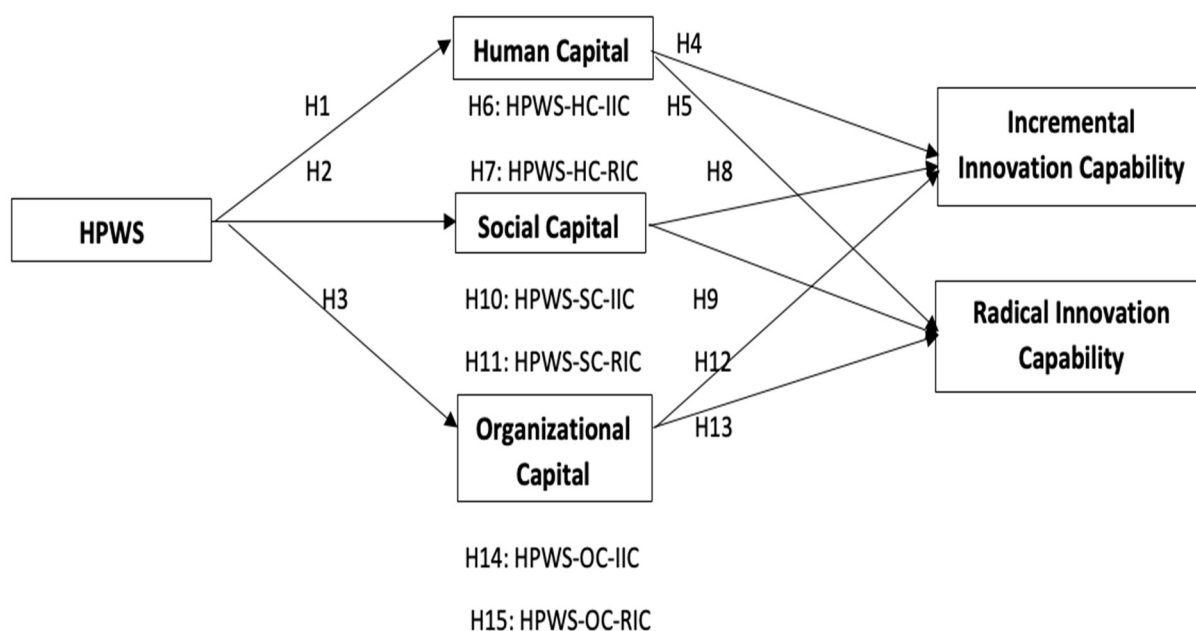 Human Capital
H4
H1
H6: HPWS-HC-IIC
H5
Incremental
Innovation Capability
H2
H7: HPWS-HC-RIC
H8
HPWS
Social Capital
H3
H10: HPWS-SC-IIC
H9
Radical Innovation
Capability
H11: HPWS-SC-RIC
H12
Organizational
Capital
H13
H14: HPWS-OC-IIC
H15: HPWS-OC-RIC